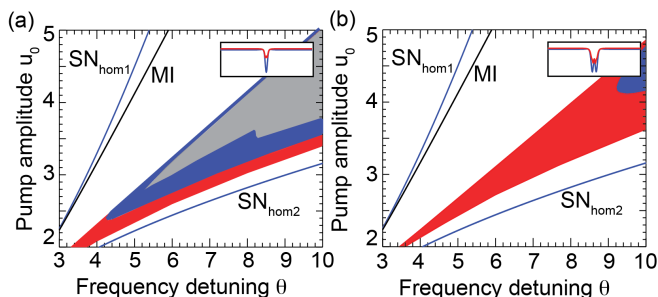 (a)
5
4
3
2
Pump amplitude u0
SNhom1
MI
SNhom2
3 4 5 6 7 8 9 10
Frequency detuning θ
(b)
5
4
3
2
Pump amplitude u0
SNhom1
MI
SNhom2
3 4 5 6 7 8 9 10
Frequency detuning θ